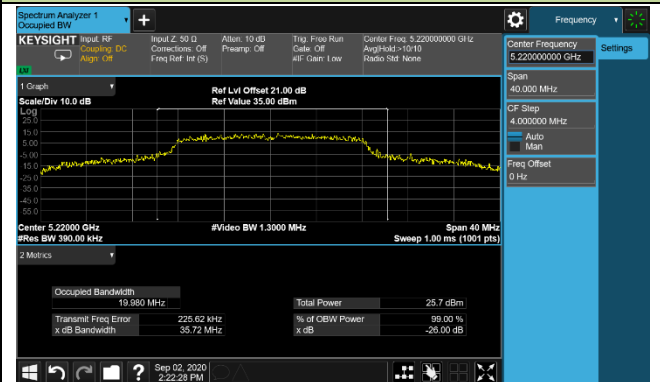 Spectrum Analyzer 1
Occupied BW
+
Frequency
KEYSIGHT
Input: RF
Coupling: DC
Align: Off
Input Z: 50 Ω
Corrections: Off
Freq Ref: Int (S)
Atten: 10 dB
Preamp: Off
Trig: Free Run
Gate: Off
#IF Gain: Low
Center Freq: 5.220000000 GHz
Avg|Hold:>10/10
Radio Std: None
LXI
Center Frequency
5.220000000 GHz
Settings
Span
40.000 MHz
CF Step
4.000000 MHz
Auto
Man
Freq Offset
0 Hz
1 Graph
Scale/Div 10.0 dB
Ref Lvl Offset 21.00 dB
Ref Value 35.00 dBm
Log
25.0
15.0
5.00
-5.00
-15.0
-25.0
-35.0
-45.0
-55.0
Center 5.22000 GHz
#Res BW 390.00 kHz
#Video BW 1.3000 MHz
Span 40 MHz
Sweep 1.00 ms (1001 pts)
2 Metrics
Occupied Bandwidth
19.980 MHz
Total Power 25.7 dBm
Transmit Freq Error 225.62 kHz
% of OBW Power 99.00 %
x dB Bandwidth 35.72 MHz
x dB -26.00 dB
?
Sep 02, 2020
2:22:28 PM